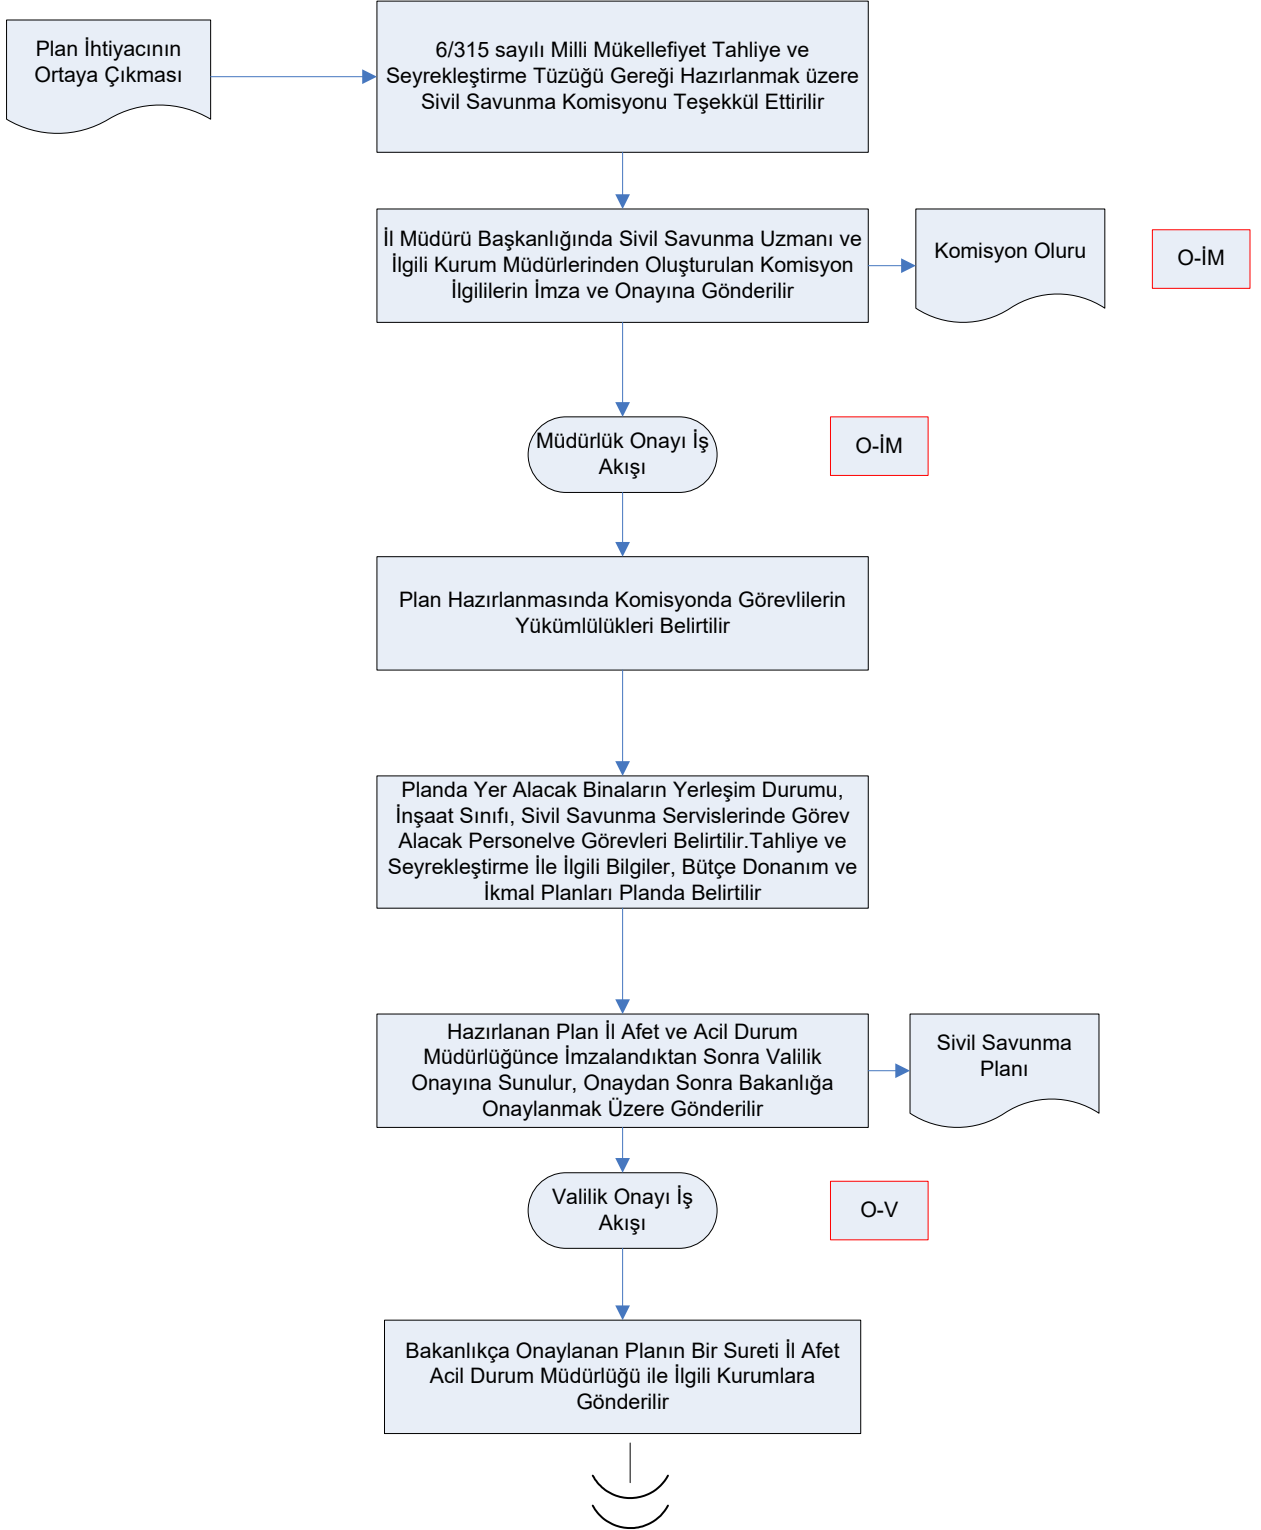 Plan İhtiyacının
Ortaya Çıkması
6/315 sayılı Milli Mükellefiyet Tahliye ve
Seyrekleştirme Tüzüğü Gereği Hazırlanmak üzere
Sivil Savunma Komisyonu Teşekkül Ettirilir
İl Müdürü Başkanlığında Sivil Savunma Uzmanı ve
İlgili Kurum Müdürlerinden Oluşturulan Komisyon
İlgililerin İmza ve Onayına Gönderilir
Komisyon Oluru
O-İM
Müdürlük Onayı İş
Akışı
O-İM
Plan Hazırlanmasında Komisyonda Görevlilerin
Yükümlülükleri Belirtilir
Planda Yer Alacak Binaların Yerleşim Durumu,
İnşaat Sınıfı, Sivil Savunma Servislerinde Görev
Alacak Personelve Görevleri Belirtilir.Tahliye ve
Seyrekleştirme İle İlgili Bilgiler, Bütçe Donanım ve
İkmal Planları Planda Belirtilir
Hazırlanan Plan İl Afet ve Acil Durum
Müdürlüğünce İmzalandıktan Sonra Valilik
Onayına Sunulur, Onaydan Sonra Bakanlığa
Onaylanmak Üzere Gönderilir
Sivil Savunma
Planı
Valilik Onayı İş
Akışı
O-V
Bakanlıkça Onaylanan Planın Bir Sureti İl Afet
Acil Durum Müdürlüğü ile İlgili Kurumlara
Gönderilir